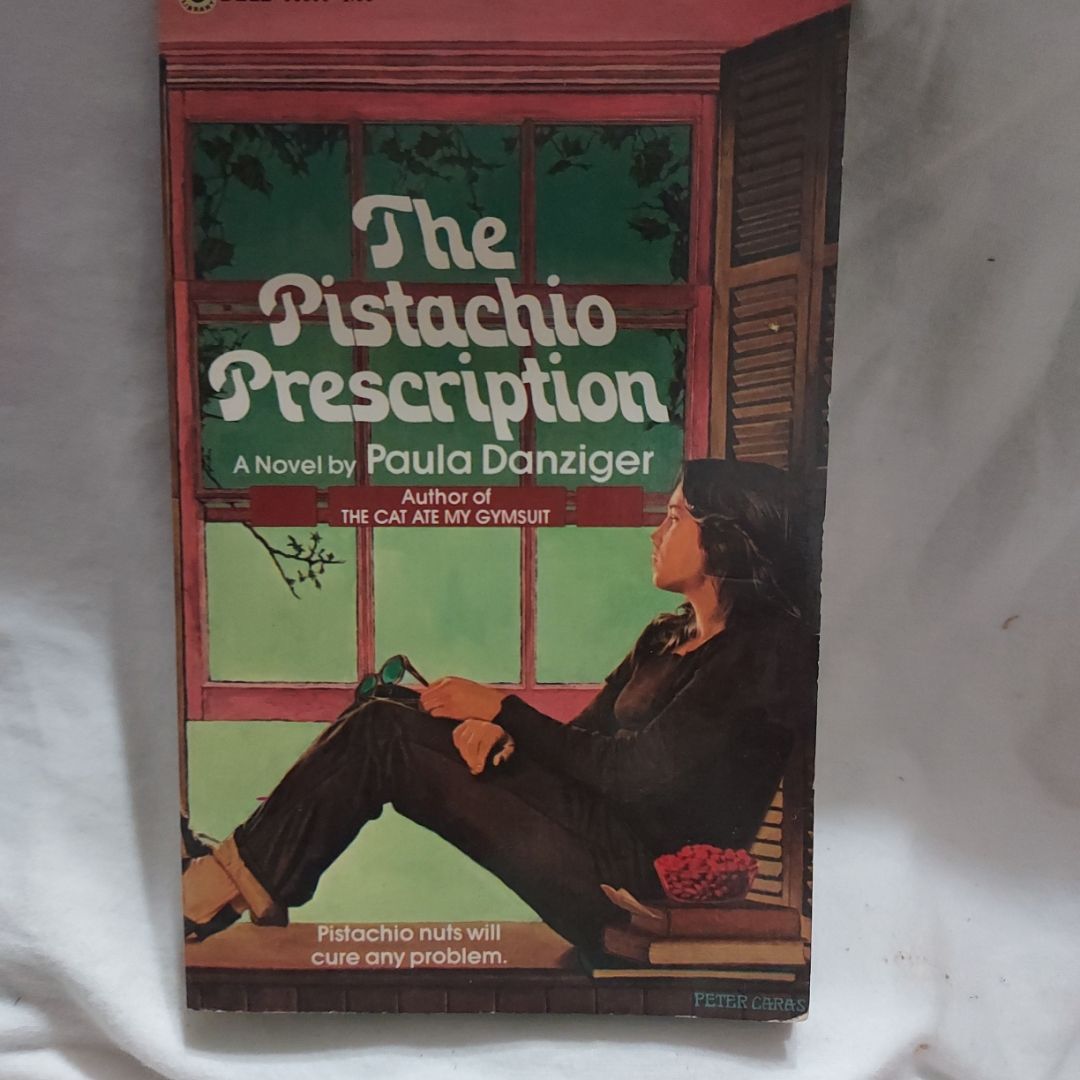 The
Pistachio
Prescription
A Novel by Paula Danziger
Author of
THE CAT ATE MY GYMSUIT
Pistachio nuts will
cure any problem.
PETER CARAS